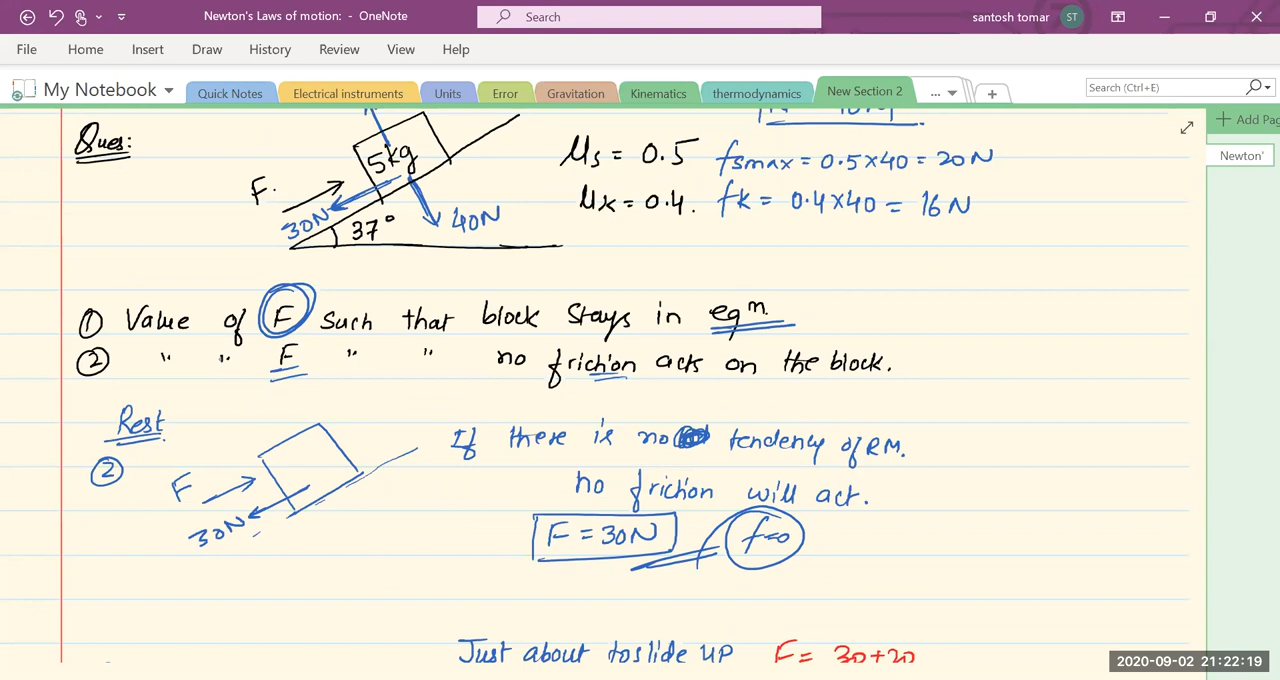 Newton's Laws of motion: - OneNote
Search
santosh tomar
ST
File Home Insert Draw History Review View Help
My Notebook
Quick Notes Electrical instruments Units Error Gravitation Kinematics thermodynamics New Section 2 ...
Search (Ctrl+E)
Add Pag
Newton'
Ques:
5kg
F.
30N
37°
40N
μs = 0.5 fsmax = 0.5x40 = 20N
μk = 0.4. fk = 0.4x40 = 16N
① Value of F Such that block Stays in eqm.
② " " F " " no friction acts on the block.
Rest
②
F
30N
If there is no tendency of RM.
no friction will act.
F = 30N f=0
Just about to slide UP F = 30+20
2020-09-02 21:22:19